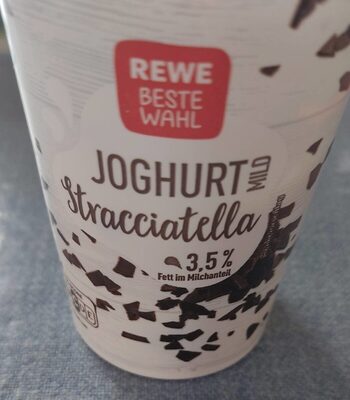 REWE
BESTE
WAHL
JOGHURT MILD
Stracciatella
3,5 %
Fett im Milchanteil